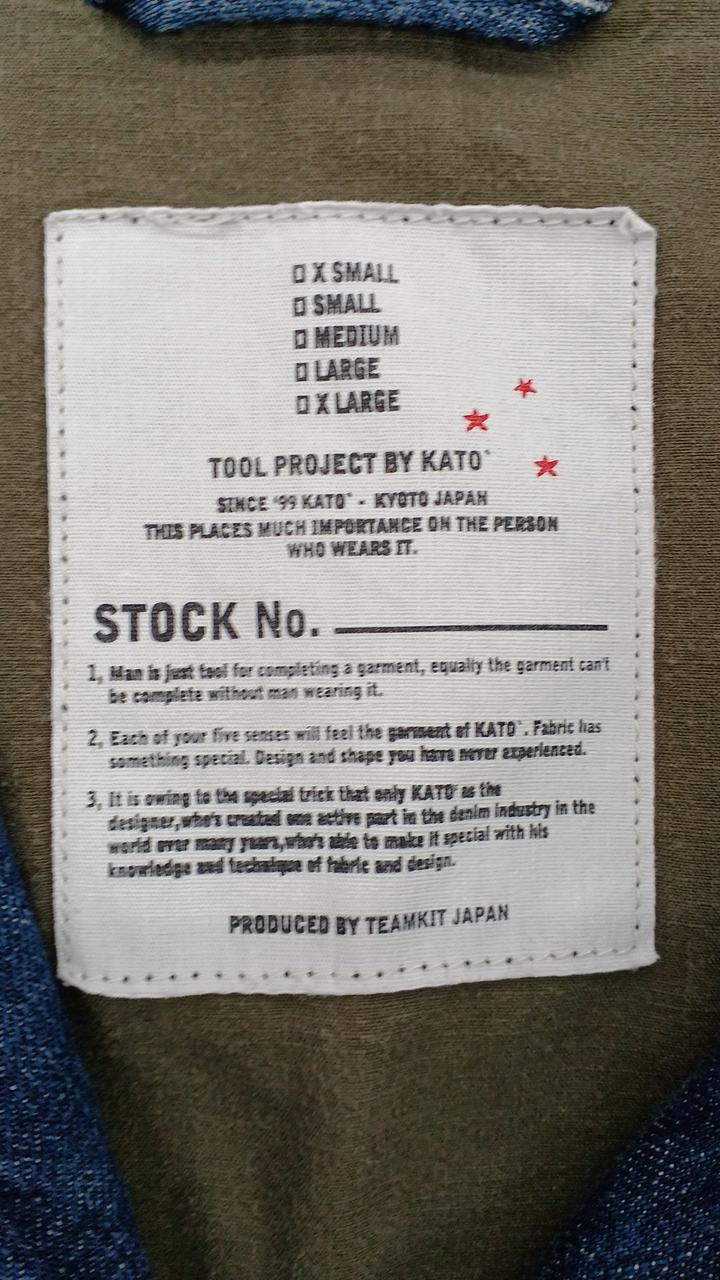 X SMALL
SMALL
MEDIUM
LARGE
X LARGE
TOOL PROJECT BY KATO`
SINCE '99 KATO` - KYOTO JAPAN
THIS PLACES MUCH IMPORTANCE ON THE PERSON
WHO WEARS IT.
STOCK No.
1, Man is just tool for completing a garment, equally the garment can't
be complete without man wearing it.
2, Each of your five senses will feel the garment of KATO`. Fabric has
something special. Design and shape you have never experienced.
3, It is owing to the special trick that only KATO` as the
designer,who's created one active part in the denim industry in the
world over many years,who's able to make it special with his
knowledge and technique of fabric and design.
PRODUCED BY TEAMKIT JAPAN